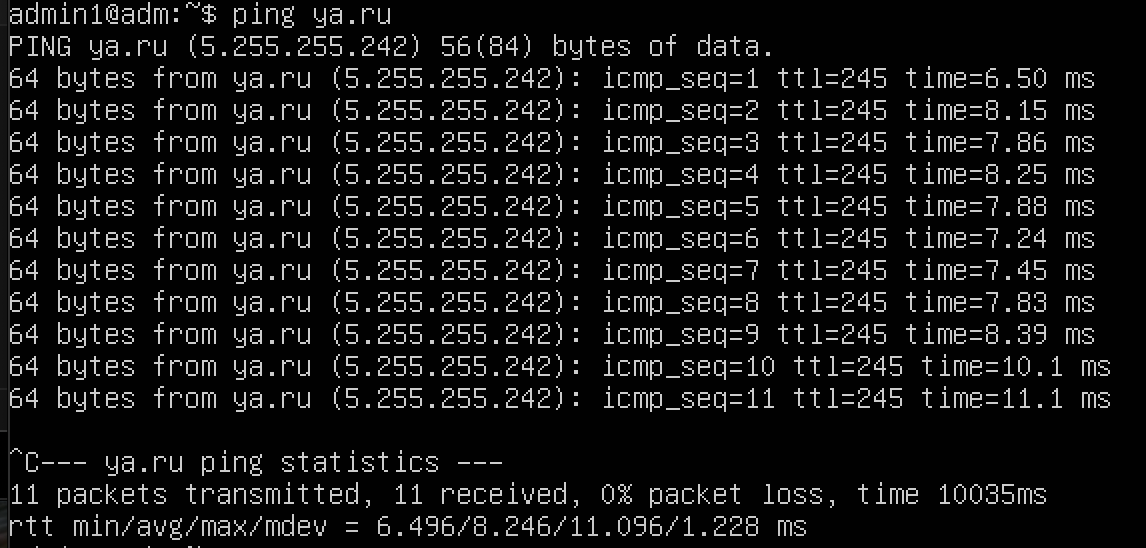 admin1@adm:~$ ping ya.ru
PING ya.ru (5.255.255.242) 56(84) bytes of data.
64 bytes from ya.ru (5.255.255.242): icmp_seq=1 ttl=245 time=6.50 ms
64 bytes from ya.ru (5.255.255.242): icmp_seq=2 ttl=245 time=8.15 ms
64 bytes from ya.ru (5.255.255.242): icmp_seq=3 ttl=245 time=7.86 ms
64 bytes from ya.ru (5.255.255.242): icmp_seq=4 ttl=245 time=8.25 ms
64 bytes from ya.ru (5.255.255.242): icmp_seq=5 ttl=245 time=7.88 ms
64 bytes from ya.ru (5.255.255.242): icmp_seq=6 ttl=245 time=7.24 ms
64 bytes from ya.ru (5.255.255.242): icmp_seq=7 ttl=245 time=7.45 ms
64 bytes from ya.ru (5.255.255.242): icmp_seq=8 ttl=245 time=7.83 ms
64 bytes from ya.ru (5.255.255.242): icmp_seq=9 ttl=245 time=8.39 ms
64 bytes from ya.ru (5.255.255.242): icmp_seq=10 ttl=245 time=10.1 ms
64 bytes from ya.ru (5.255.255.242): icmp_seq=11 ttl=245 time=11.1 ms
^C--- ya.ru ping statistics ---
11 packets transmitted, 11 received, 0% packet loss, time 10035ms
rtt min/avg/max/mdev = 6.496/8.246/11.096/1.228 ms